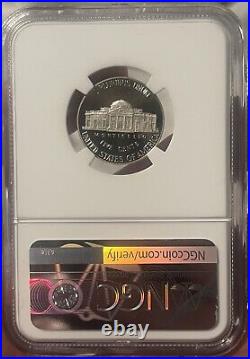 E PLURIBUS UNUM
MONTICELLO
FIVE CENTS
UNITED STATES OF AMERICA
NGCcoin.com/verify
NGC